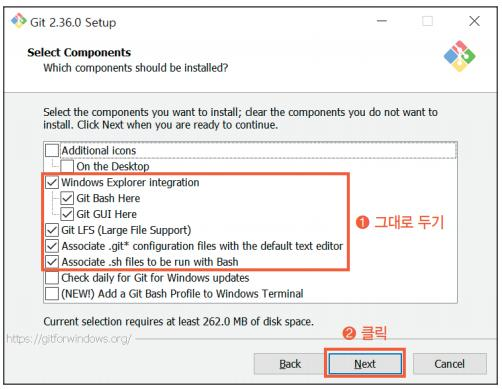 Git 2.36.0 Setup
Select Components
Which components should be installed?
Select the components you want to install; clear the components you do not want to
install. Click Next when you are ready to continue.
Additional icons
On the Desktop
Windows Explorer integration
Git Bash Here
Git GUI Here
❶ 그대로 두기
Git LFS (Large File Support)
Associate .git* configuration files with the default text editor
Associate .sh files to be run with Bash
Check daily for Git for Windows updates
(NEW!) Add a Git Bash Profile to Windows Terminal
Current selection requires at least 262.0 MB of disk space.
❷ 클릭
https://gitforwindows.org/
Back Next Cancel